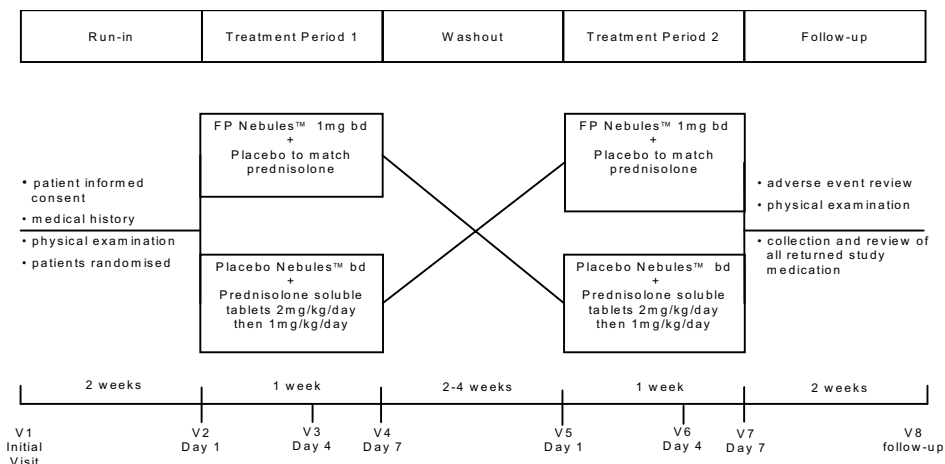 Run-in
Treatment Period 1
Washout
Treatment Period 2
Follow-up
FP Nebules™ 1mg bd
+
Placebo to match
prednisolone
FP Nebules™ 1mg bd
+
Placebo to match
prednisolone
• patient informed
consent
• medical history
• physical examination
• patients randomised
• adverse event review
• physical examination
• collection and review of
all returned study
medication
Placebo Nebules™ bd
+
Prednisolone soluble
tablets 2mg/kg/day
then 1mg/kg/day
Placebo Nebules™ bd
+
Prednisolone soluble
tablets 2mg/kg/day
then 1mg/kg/day
2 weeks
1 week
2-4 weeks
1 week
2 weeks
V1
Initial
Visit
V2
Day 1
V3
Day 4
V4
Day 7
V5
Day 1
V6
Day 4
V7
Day 7
V8
follow-up